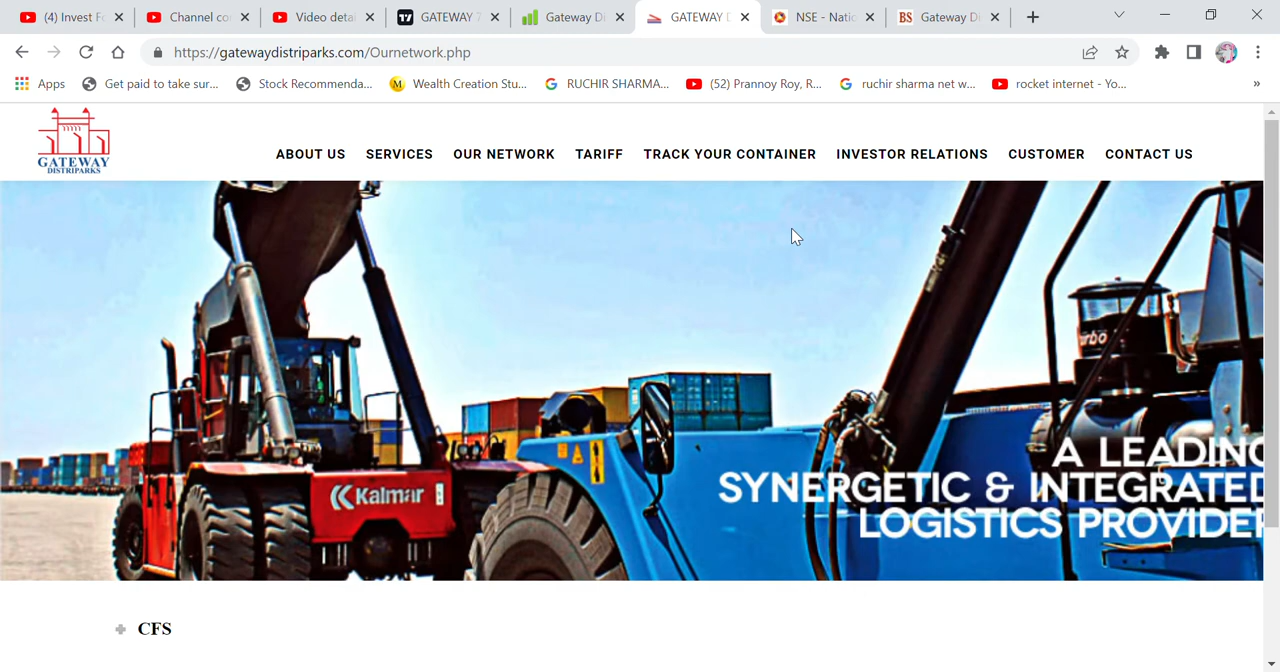 (4) Invest Fo
Channel co
Video detai
GATEWAY 7
Gateway Di
GATEWAY D
NSE - Natio
BS Gateway Di
https://gatewaydistriparks.com/Ournetwork.php
Apps
Get paid to take sur...
Stock Recommenda...
M Wealth Creation Stu...
RUCHIR SHARMA...
(52) Prannoy Roy, R...
ruchir sharma net w...
rocket internet - Yo...
»
GATEWAY
DISTRIPARKS
ABOUT US
SERVICES
OUR NETWORK
TARIFF
TRACK YOUR CONTAINER
INVESTOR RELATIONS
CUSTOMER
CONTACT US
Kalmar
A LEADING
SYNERGETIC & INTEGRATED
LOGISTICS PROVIDER
CFS